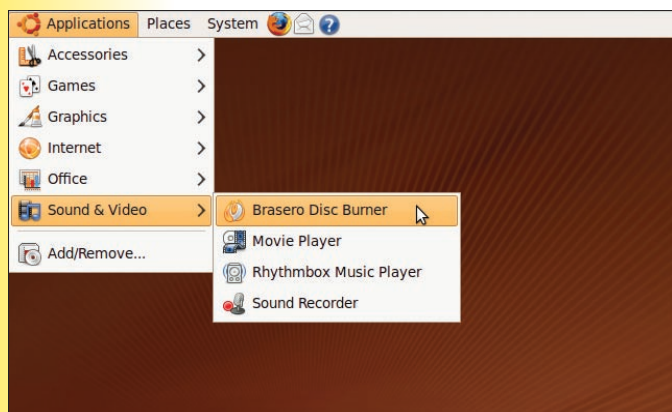 Applications Places System
Accessories
Games
Graphics
Internet
Office
Sound & Video
Brasero Disc Burner
Movie Player
Rhythmbox Music Player
Sound Recorder
Add/Remove...